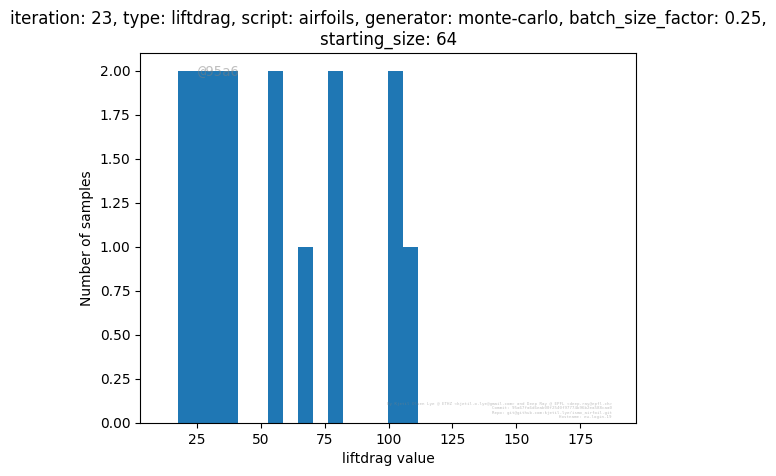 iteration: 23, type: liftdrag, script: airfoils, generator: monte-carlo, batch_size_factor: 0.25,
starting_size: 64
@95a6
2.00
1.75
1.50
1.25
1.00
0.75
0.50
0.25
0.00
Number of samples
25 50 75 100 125 150 175
liftdrag value